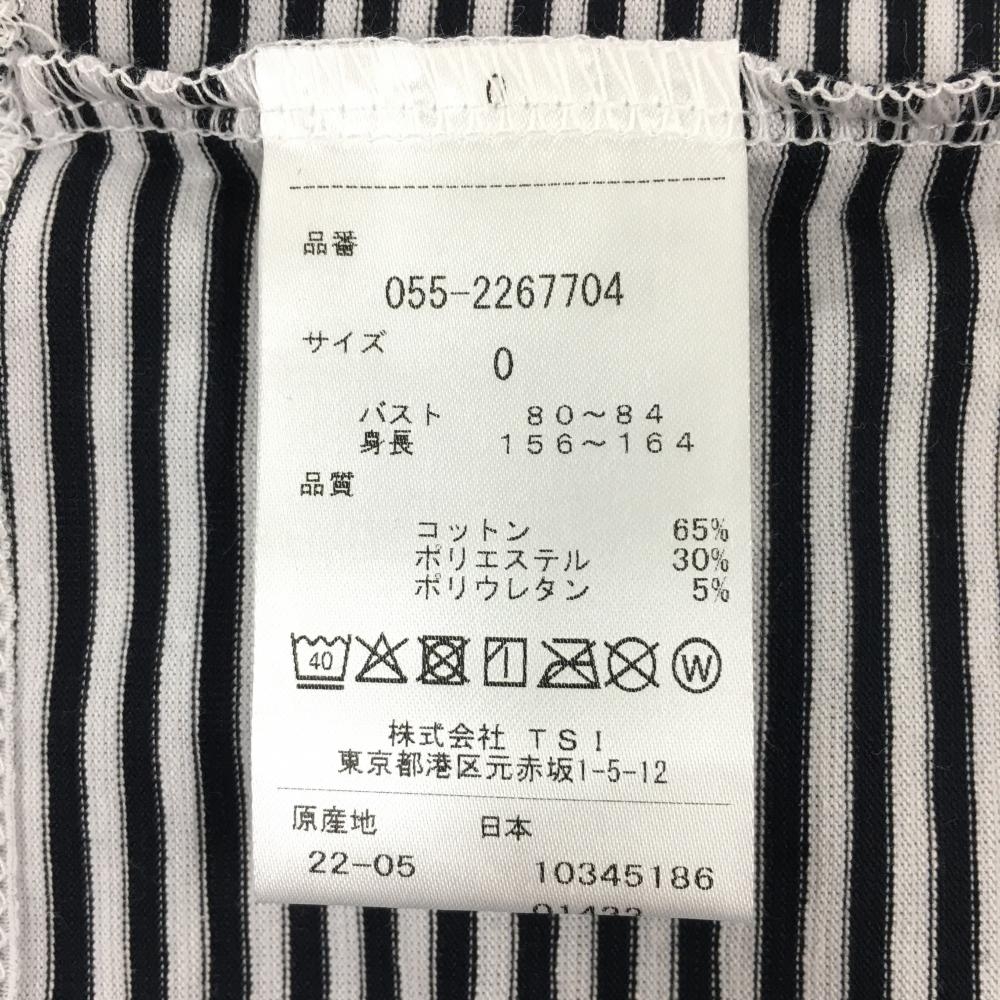 0
品番
055-2267704
サイズ
0
バスト 80～84
身長 156～164
品質
コットン 65%
ポリエステル 30%
ポリウレタン 5%
40
W
株式会社 TSI
東京都港区元赤坂1-5-12
原産地 日本
22-05 10345186